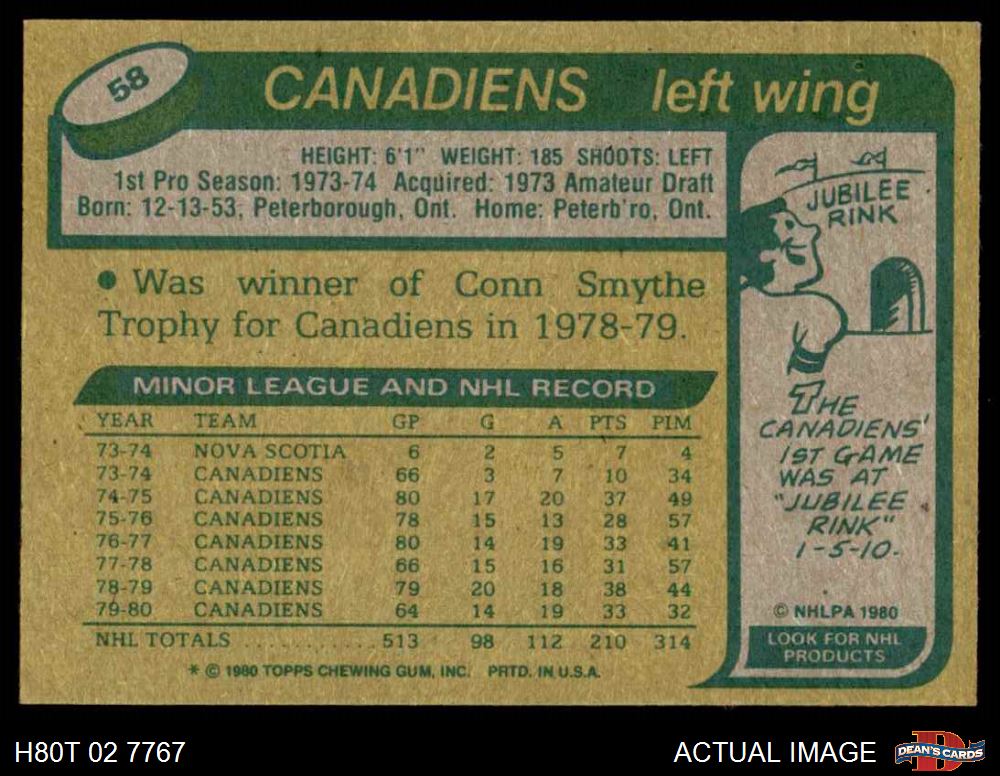 58
CANADIENS left wing
HEIGHT: 6'1" WEIGHT: 185 SHOOTS: LEFT
1st Pro Season: 1973-74 Acquired: 1973 Amateur Draft
Born: 12-13-53, Peterborough, Ont. Home: Peterb'ro, Ont.
• Was winner of Conn Smythe
Trophy for Canadiens in 1978-79.
MINOR LEAGUE AND NHL RECORD
YEAR TEAM GP G A PTS PIM
73-74 NOVA SCOTIA 6 2 5 7 4
73-74 CANADIENS 66 3 7 10 34
74-75 CANADIENS 80 17 20 37 49
75-76 CANADIENS 78 15 13 28 57
76-77 CANADIENS 80 14 19 33 41
77-78 CANADIENS 66 15 16 31 57
78-79 CANADIENS 79 20 18 38 44
79-80 CANADIENS 64 14 19 33 32
NHL TOTALS ............ 513 98 112 210 314
* © 1980 TOPPS CHEWING GUM, INC. PRTD. IN U.S.A.
JUBILEE
RINK
THE
CANADIENS'
1ST GAME
WAS AT
"JUBILEE
RINK"
1-5-10.
© NHLPA 1980
LOOK FOR NHL
PRODUCTS
H80T 02 7767
ACTUAL IMAGE
D
DEAN'S CARDS